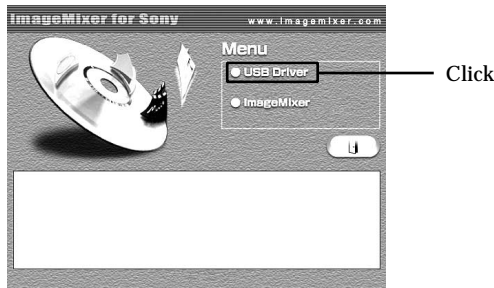 ImageMixer for Sony www.imagemixer.com
Menu
USB Driver
Click
ImageMixer